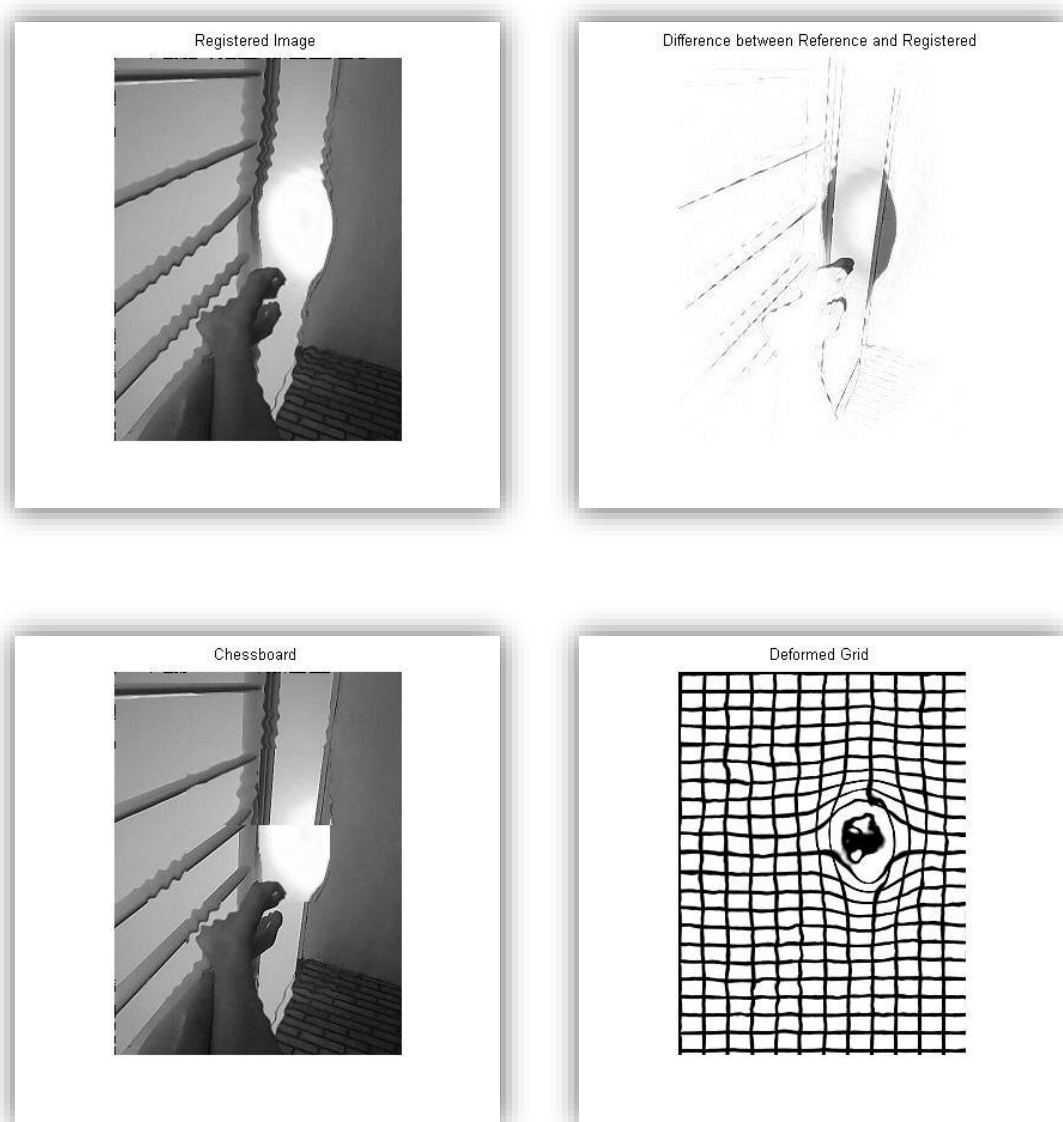 Registered Image
Difference between Reference and Registered
Chessboard
Deformed Grid